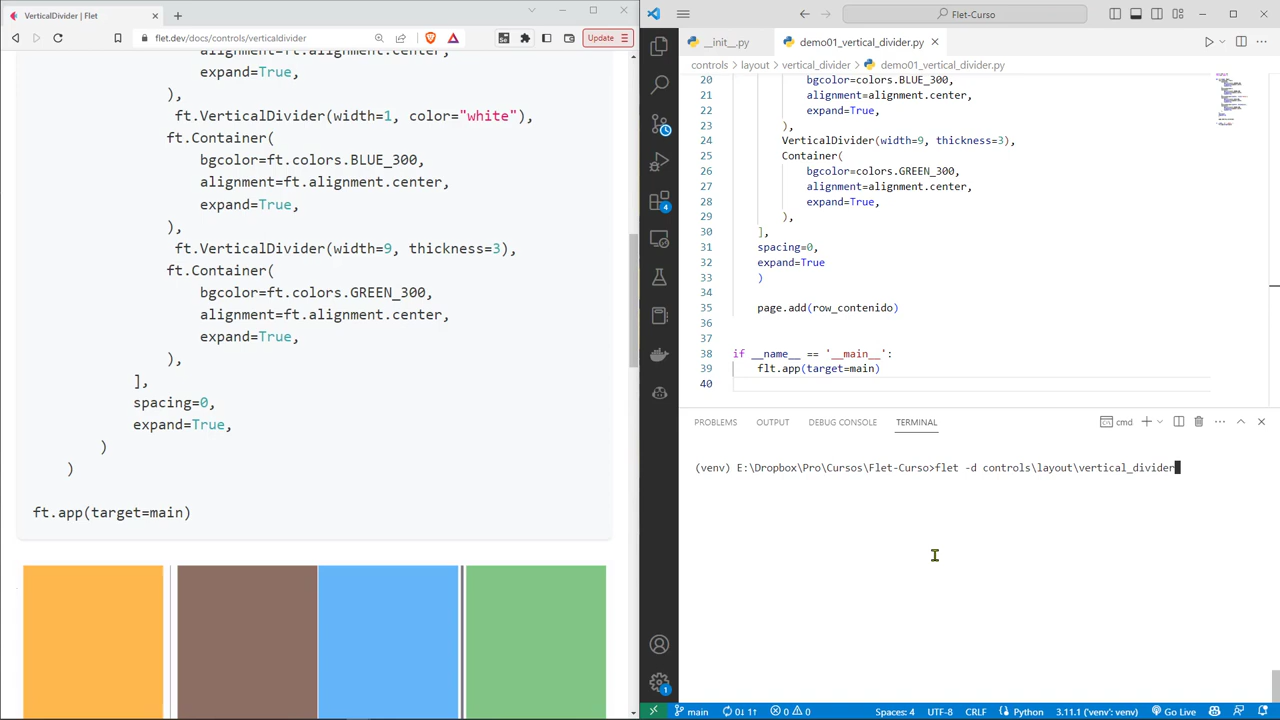 VerticalDivider | Flet
flet.dev/docs/controls/verticaldivider
Update
alignment=ft.alignment.center,
expand=True,
),
ft.VerticalDivider(width=1, color="white"),
ft.Container(
bgcolor=ft.colors.BLUE_300,
alignment=ft.alignment.center,
expand=True,
),
ft.VerticalDivider(width=9, thickness=3),
ft.Container(
bgcolor=ft.colors.GREEN_300,
alignment=ft.alignment.center,
expand=True,
),
],
spacing=0,
expand=True,
)
)
ft.app(target=main)
Flet-Curso
__init__.py
demo01_vertical_divider.py
controls > layout > vertical_divider > demo01_vertical_divider.py
20 bgcolor=colors.BLUE_300,
21 alignment=alignment.center,
22 expand=True,
23 ),
24 VerticalDivider(width=9, thickness=3),
25 Container(
26 bgcolor=colors.GREEN_300,
27 alignment=alignment.center,
28 expand=True,
29 ),
30 ],
31 spacing=0,
32 expand=True
33 )
34
35 page.add(row_contenido)
36
37
38 if __name__ == '__main__':
39 flt.app(target=main)
40
PROBLEMS OUTPUT DEBUG CONSOLE TERMINAL
cmd
(venv) E:\Dropbox\Pro\Cursos\Flet-Curso>flet -d controls\layout\vertical_divider
4
1
main 0↓ 1↑ 0 0 Spaces: 4 UTF-8 CRLF Python 3.11.1 ('venv': venv) Go Live